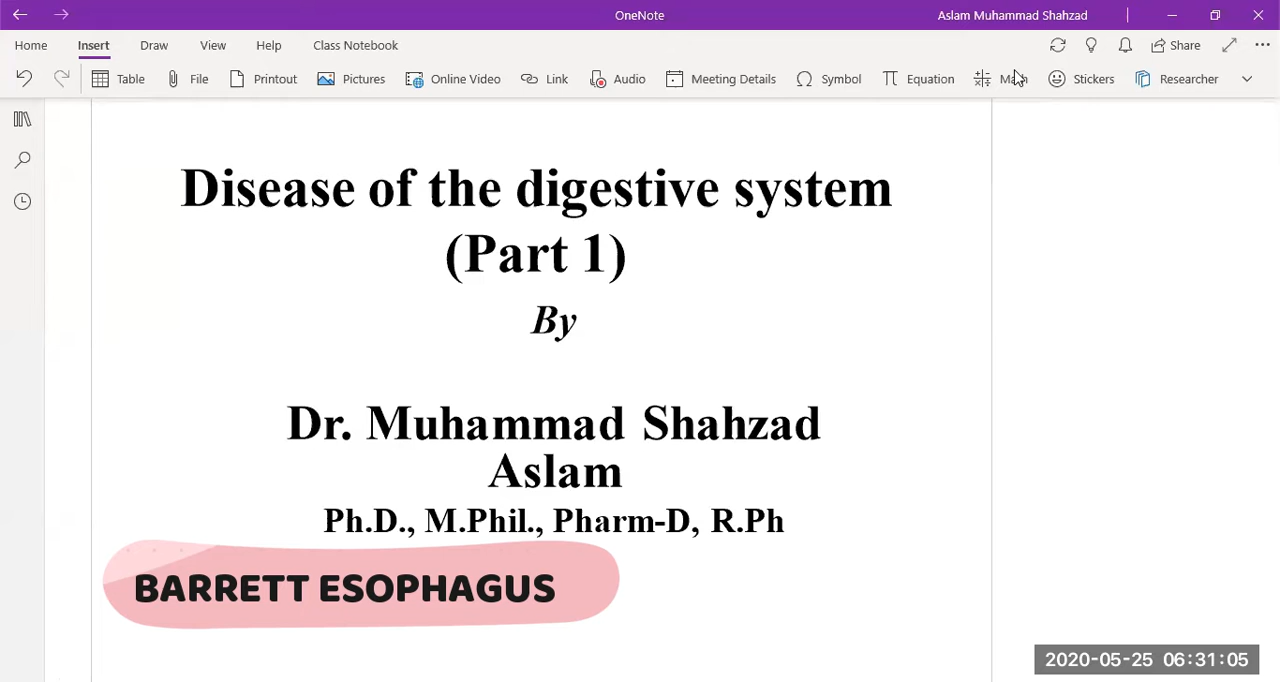 OneNote
Aslam Muhammad Shahzad
Home Insert Draw View Help Class Notebook
Share
Table File Printout Pictures Online Video Link Audio Meeting Details Symbol Equation Math Stickers Researcher
Disease of the digestive system
(Part 1)
By
Dr. Muhammad Shahzad
Aslam
Ph.D., M.Phil., Pharm-D, R.Ph
BARRETT ESOPHAGUS
2020-05-25 06:31:05